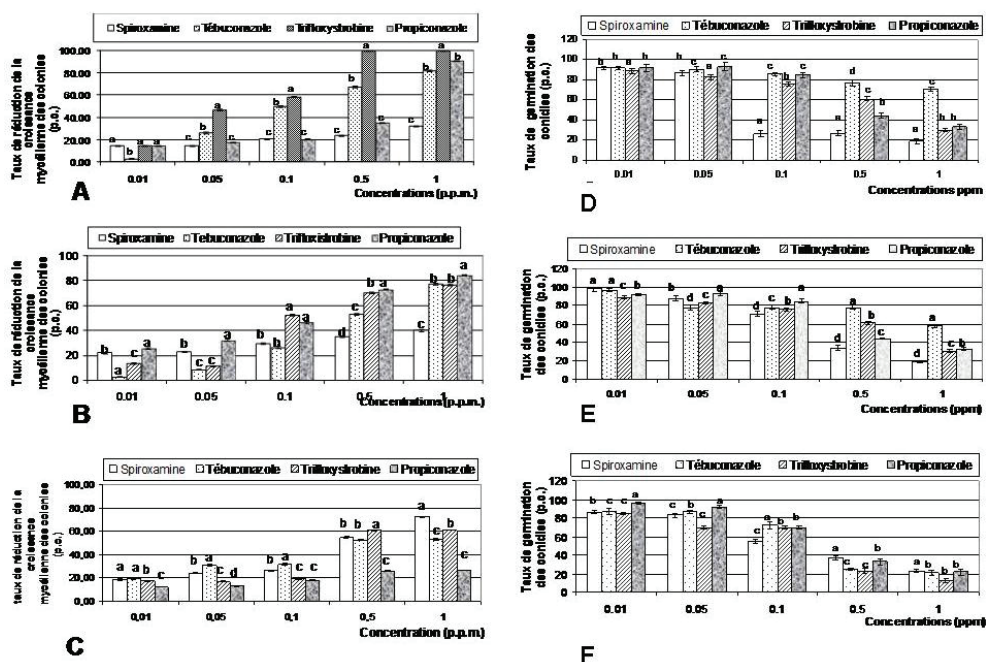 Spiroxamine Tébuconazole Trifloxystrobine Propiconazole
Taux de réduction de la
croissance
mycélienne des colonies
(p.o.)
100,00
80,00
60,00
40,00
20,00
0,00
a b a a
c b a c
c b a c
c b a c
c b a b
0.01 0.05 0.1 0.5 1
Concentrations (p.p.m.)
A
Spiroxamine Tebuconazole Trifloxistrobine Propiconazole
Taux de réduction de la
croissance
mycélienne des colonies
(p.o.)
100
80
60
40
20
0
b a c a
b c c a
b b a b
d c b a
c b b a
0.01 0.05 0.1 0.5 1
Concentrations(p.p.m.)
B
Spiroxamine Tébuconazole Trifloxystrobine Propiconazole
taux de réduction de la
croissance
mycélienne des colonies
(p.o.)
100,00
80,00
60,00
40,00
20,00
0,00
a a b c
b a c d
b a c c
b b a c
a c b c
0,01 0,05 0,1 0,5 1
Concentration (p.p.m.)
C
Spiroxamine Tébuconazole Trifloxystrobine Propiconazole
Taux de germination des
conidies (p.o.)
120
100
80
60
40
20
0
c b c
a d c b
a c
0.01 0.05 0.1 0.5 1
Concentrations ppm
D
Spiroxamine Tébuconazole Trifloxystrobine Propiconazole
Taux de germination
des conidies (p.o.)
120
100
80
60
40
20
0
a a c b
b d c a
d c c a
d a b c
d a c b
0.01 0.05 0.1 0.5 1
Concentrations (ppm)
E
Spiroxamine Tébuconazole Trifloxystrobine Propiconazole
Taux de germination
des conidies (p.o.)
120
100
80
60
40
20
0
b c c a
c b c a
c a b b
a c c b
a b b b
0.01 0.05 0.1 0.5 1
Concentrations (ppm)
F